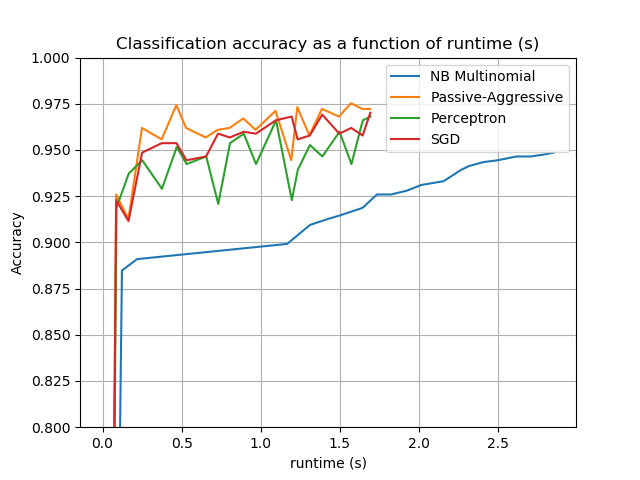 Classification accuracy as a function of runtime (s)
1.000
0.975
0.950
0.925
0.900
0.875
0.850
0.825
0.800
Accuracy
NB Multinomial
Passive-Aggressive
Perceptron
SGD
0.0 0.5 1.0 1.5 2.0 2.5
runtime (s)